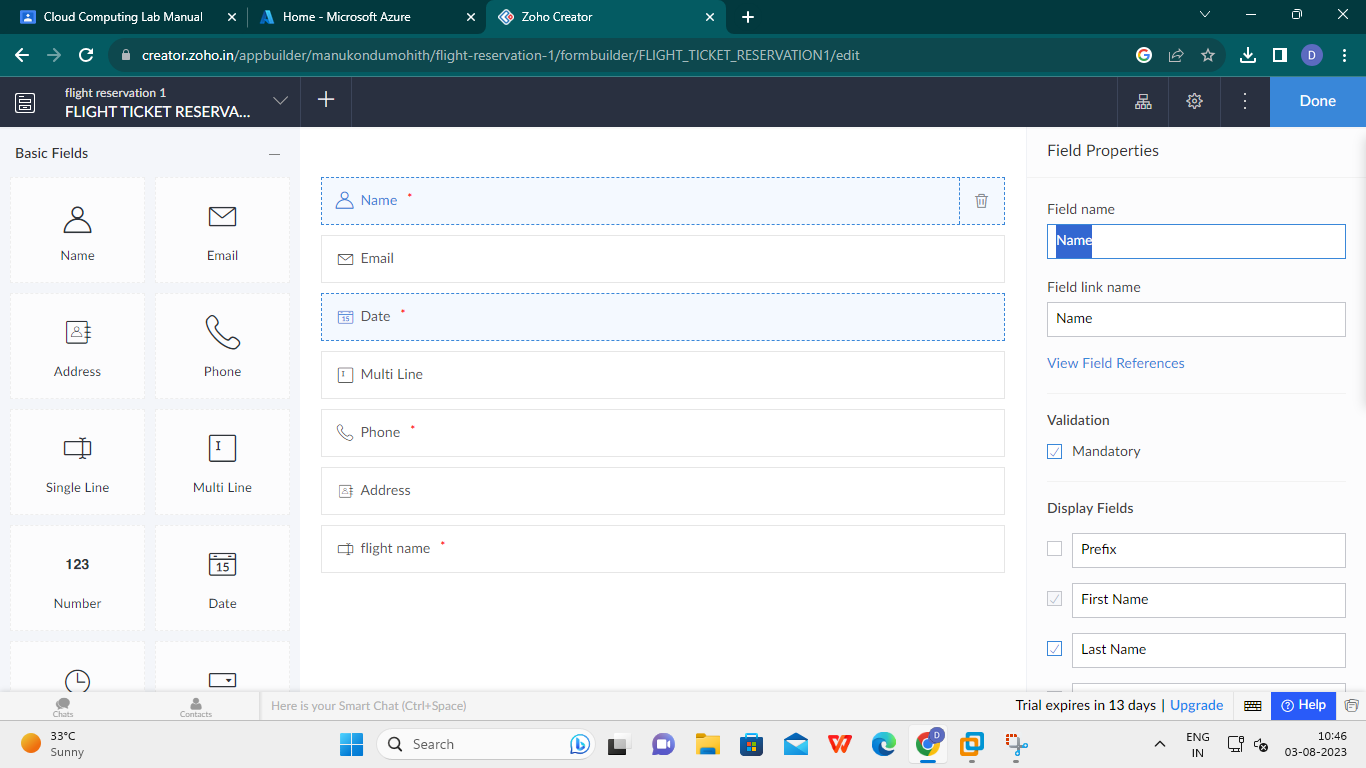 Cloud Computing Lab Manual
Home - Microsoft Azure
Zoho Creator
creator.zoho.in/appbuilder/manukondumohith/flight-reservation-1/formbuilder/FLIGHT_TICKET_RESERVATION1/edit
D
flight reservation 1
FLIGHT TICKET RESERVA...
Done
Basic Fields
Name
Email
Address
Phone
Single Line
Multi Line
123
Number
15
Date
Name *
Email
15
Date *
Multi Line
Phone *
Address
flight name *
Field Properties
Field name
Name
Field link name
Name
View Field References
Validation
Mandatory
Display Fields
Prefix
First Name
Last Name
Chats
Contacts
Here is your Smart Chat (Ctrl+Space)
Trial expires in 13 days | Upgrade
Help
33°C
Sunny
Search
D
ENG
IN
10:46
03-08-2023